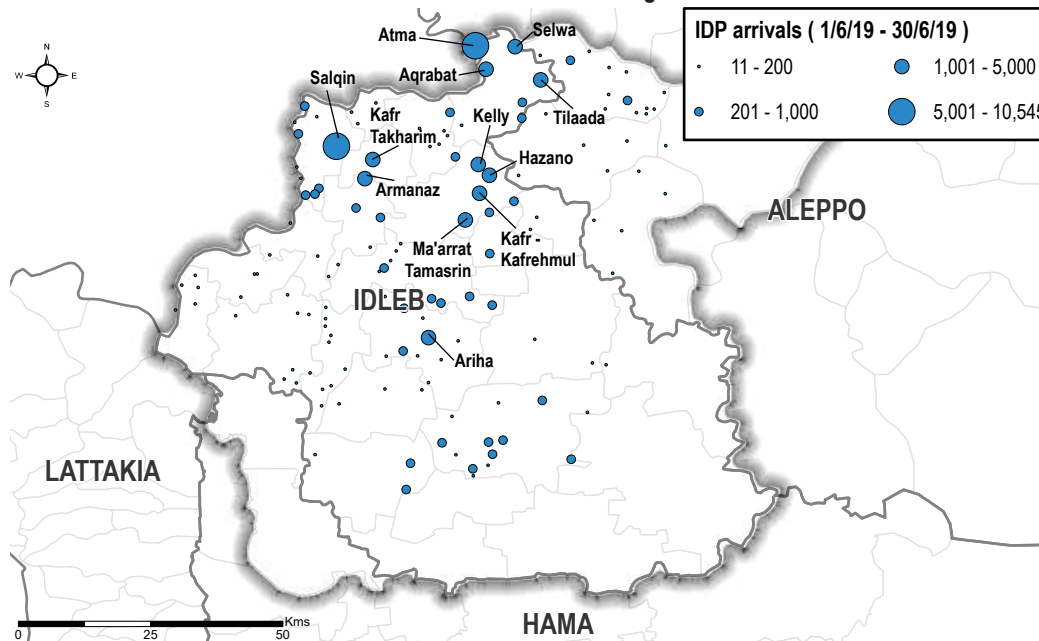 IDP arrivals ( 1/6/19 - 30/6/19 )
11 - 200
1,001 - 5,000
201 - 1,000
5,001 - 10,545
N
W
E
S
Atma
Selwa
Aqrabat
Salqin
Tilaada
Kafr
Takharim
Kelly
Hazano
Armanaz
ALEPPO
Ma'arrat
Tamasrin
Kafr -
Kafrehmul
IDLEB
Ariha
LATTAKIA
HAMA
Kms
0
25
50